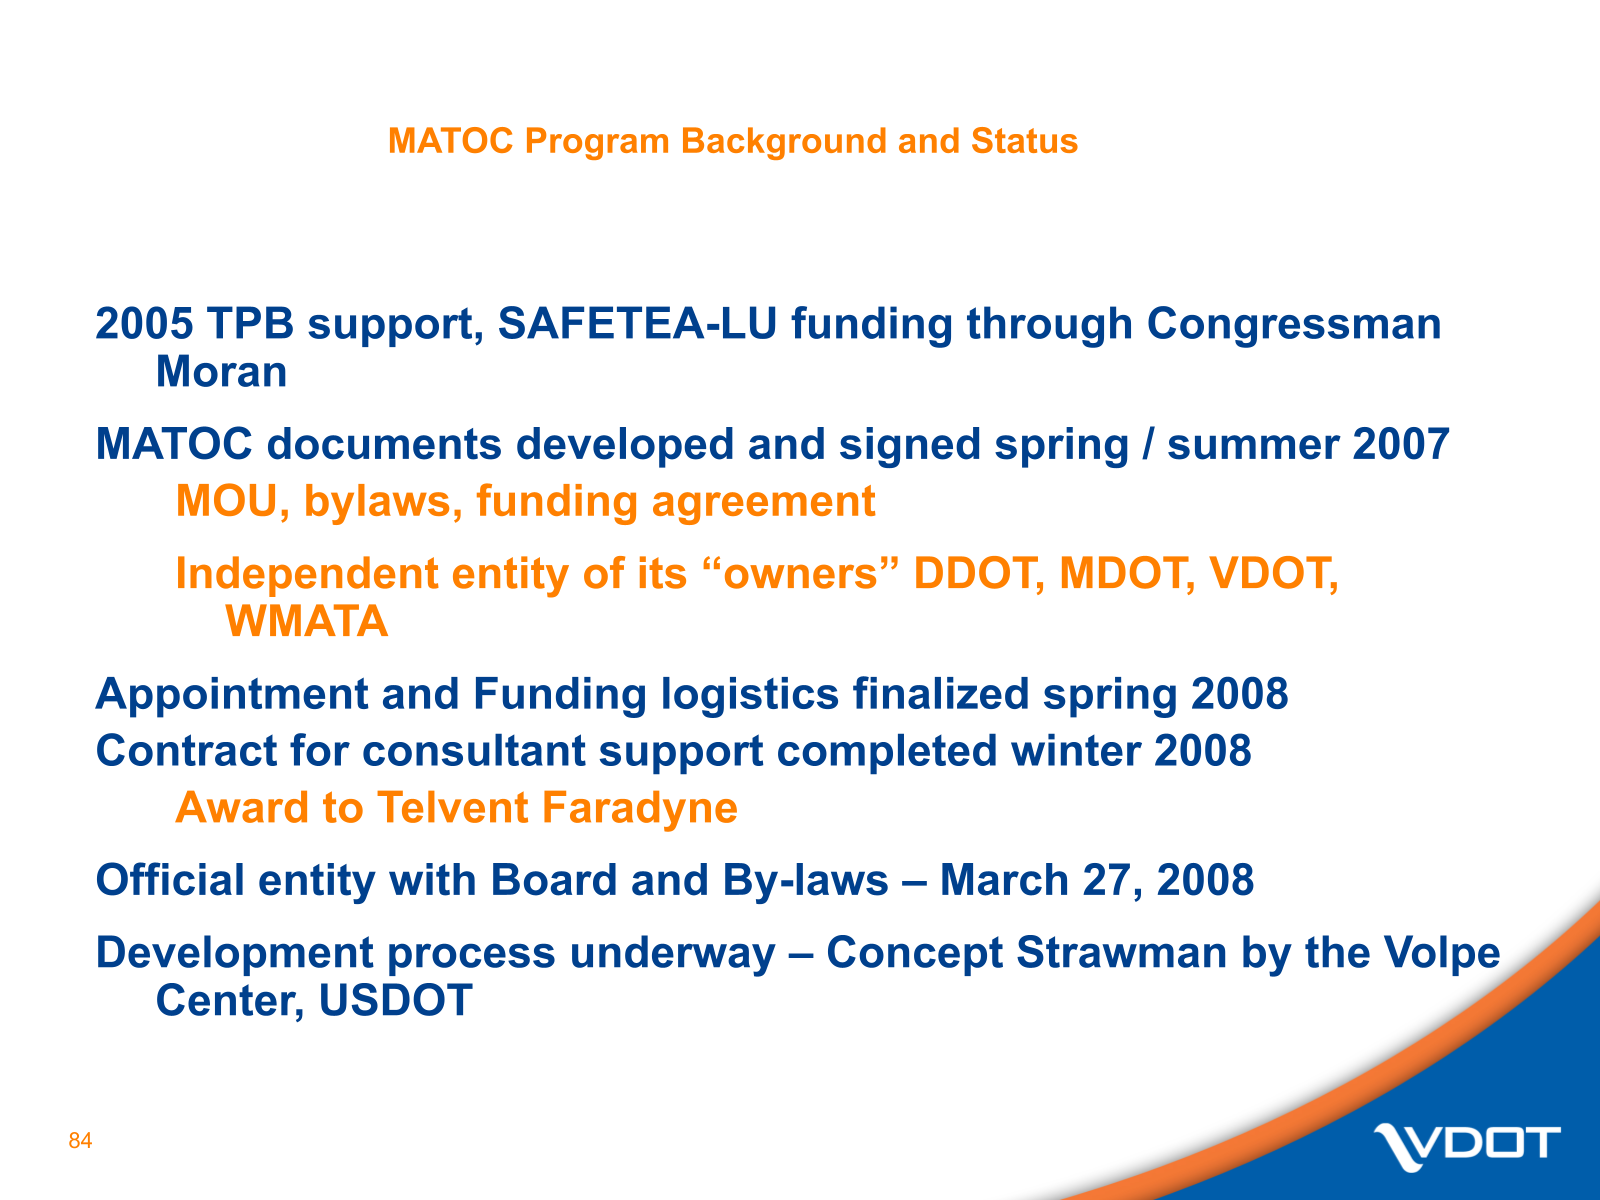 MATOC Program Background and Status
2005 TPB support, SAFETEA-LU funding through Congressman
Moran
MATOC documents developed and signed spring / summer 2007
MOU, bylaws, funding agreement
Independent entity of its “owners” DDOT, MDOT, VDOT,
WMATA
Appointment and Funding logistics finalized spring 2008
Contract for consultant support completed winter 2008
Award to Telvent Faradyne
Official entity with Board and By-laws – March 27, 2008
Development process underway – Concept Strawman by the Volpe
Center, USDOT
84
VDOT